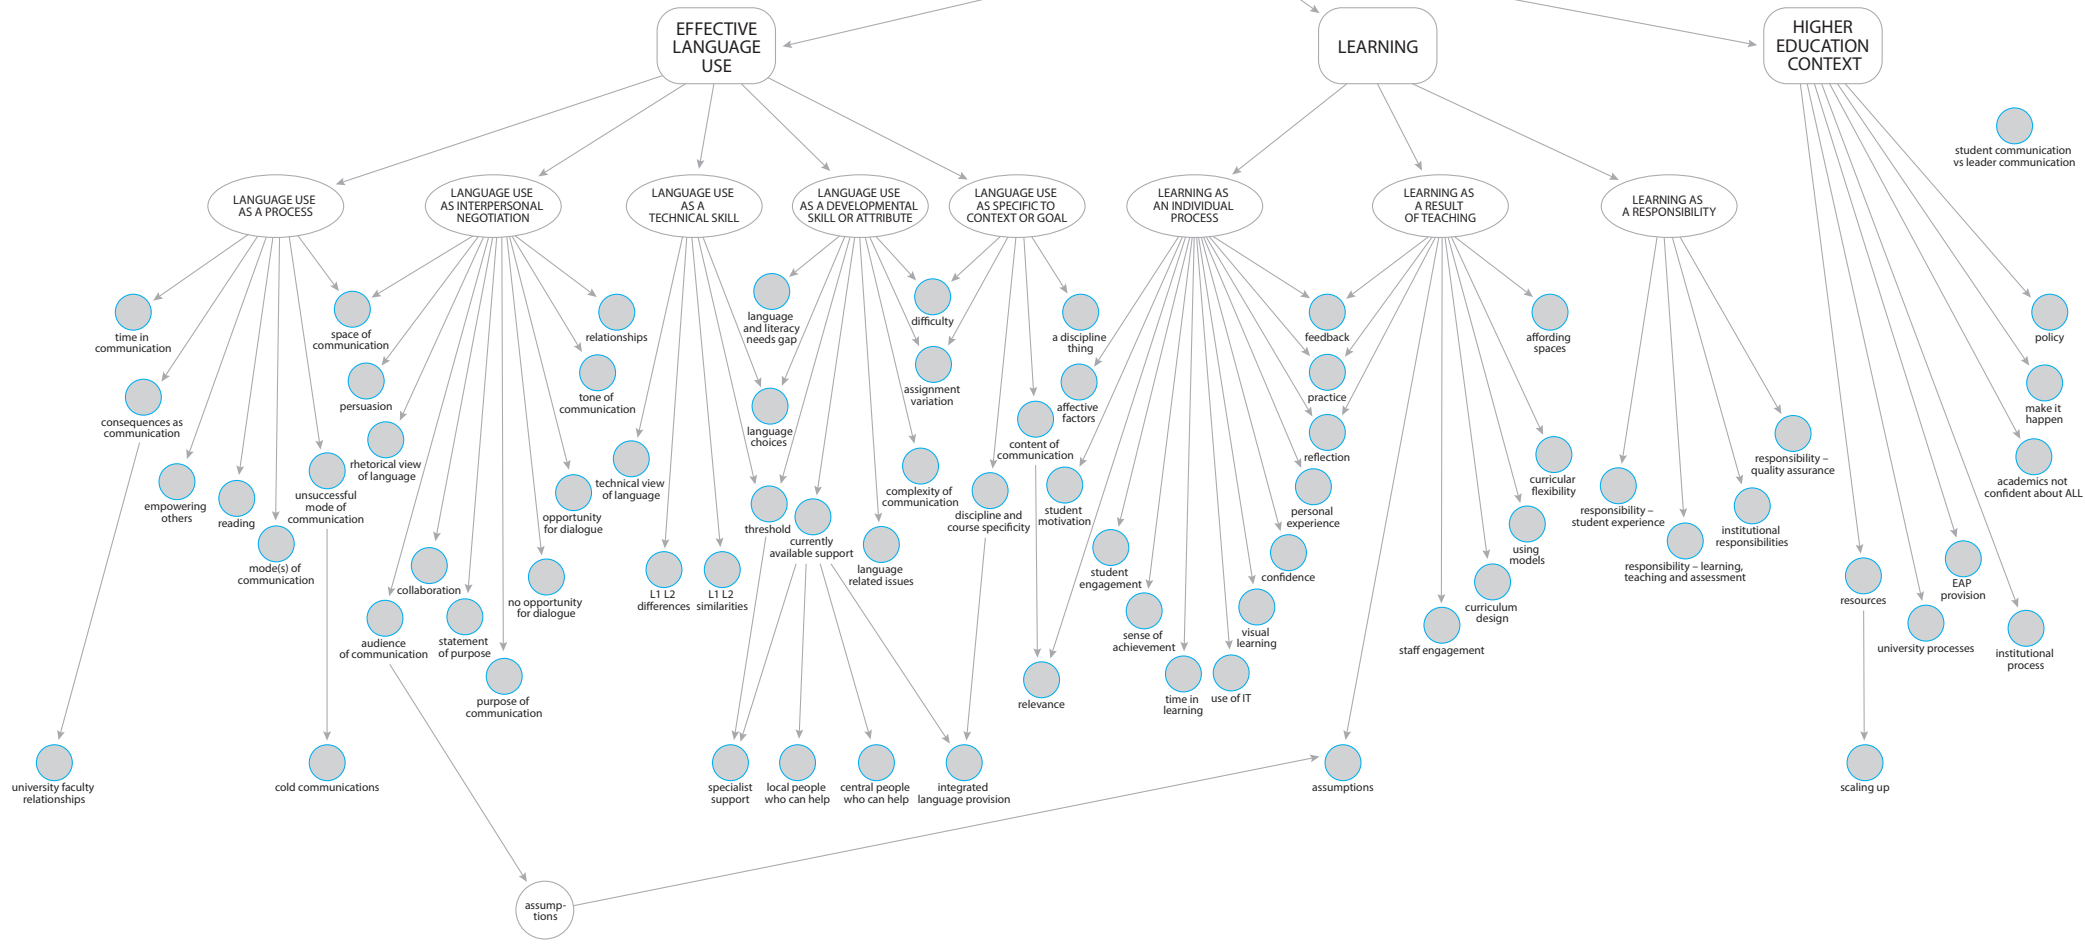 EFFECTIVE
LANGUAGE
USE
LEARNING
HIGHER
EDUCATION
CONTEXT
student communication
vs leader communication
LANGUAGE USE
AS A PROCESS
LANGUAGE USE
AS INTERPERSONAL
NEGOTIATION
LANGUAGE USE
AS A
TECHNICAL SKILL
LANGUAGE USE
AS A DEVELOPMENTAL
SKILL OR ATTRIBUTE
LANGUAGE USE
AS SPECIFIC TO
CONTEXT OR GOAL
LEARNING AS
AN INDIVIDUAL
PROCESS
LEARNING AS
A RESULT
OF TEACHING
LEARNING AS
A RESPONSIBILITY
time in
communication
space of
communication
relationships
language
and literacy
needs gap
difficulty
a discipline
thing
feedback
affording
spaces
policy
consequences as
communication
persuasion
tone of
communication
language
choices
assignment
variation
affective
factors
practice
make it
happen
empowering
others
reading
unsuccessful
mode of
communication
rhetorical view
of language
technical view
of language
content of
communication
reflection
curricular
flexibility
responsibility –
quality assurance
academics not
confident about ALL
mode(s) of
communication
opportunity
for dialogue
threshold
currently
available support
complexity of
communication
discipline and
course specificity
student
motivation
personal
experience
using
models
responsibility –
student experience
institutional
responsibilities
collaboration
no opportunity
for dialogue
L1 L2
differences
L1 L2
similarities
language
related issues
student
engagement
confidence
curriculum
design
responsibility – learning,
teaching and assessment
resources
EAP
provision
audience
of communication
statement
of purpose
sense of
achievement
visual
learning
staff engagement
university processes
institutional
process
purpose of
communication
relevance
time in
learning
use of IT
university faculty
relationships
cold communications
specialist
support
local people
who can help
central people
who can help
integrated
language provision
assumptions
scaling up
assump-
tions